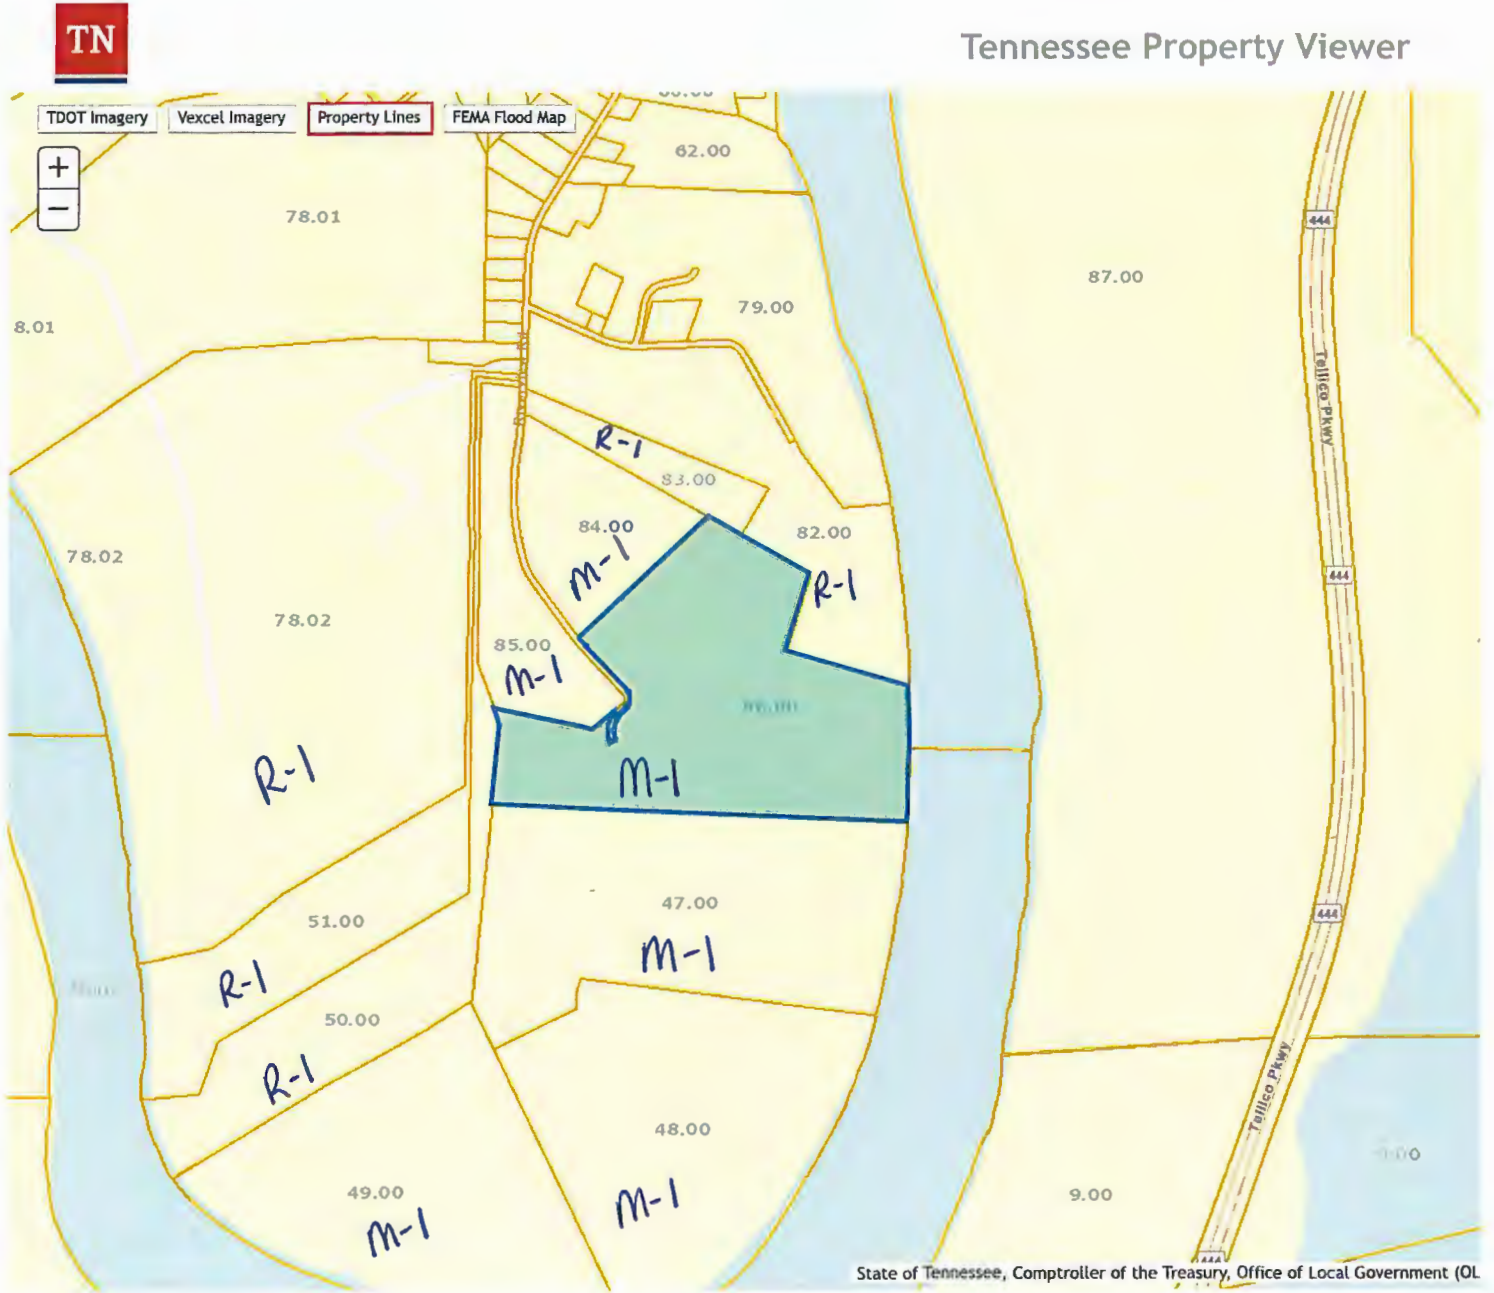 TN
Tennessee Property Viewer
TDOT Imagery
Vexcel Imagery
Property Lines
FEMA Flood Map
+
−
62.00
78.01
444
87.00
79.00
8.01
Tellico Pkwy
R-1
83.00
84.00
82.00
78.02
M-1
444
R-1
78.02
85.00
M-1
M-1
R-1
47.00
444
51.00
M-1
R-1
50.00
R-1
Tellico Pkwy
48.00
49.00
9.00
M-1
M-1
444
State of Tennessee, Comptroller of the Treasury, Office of Local Government (OL